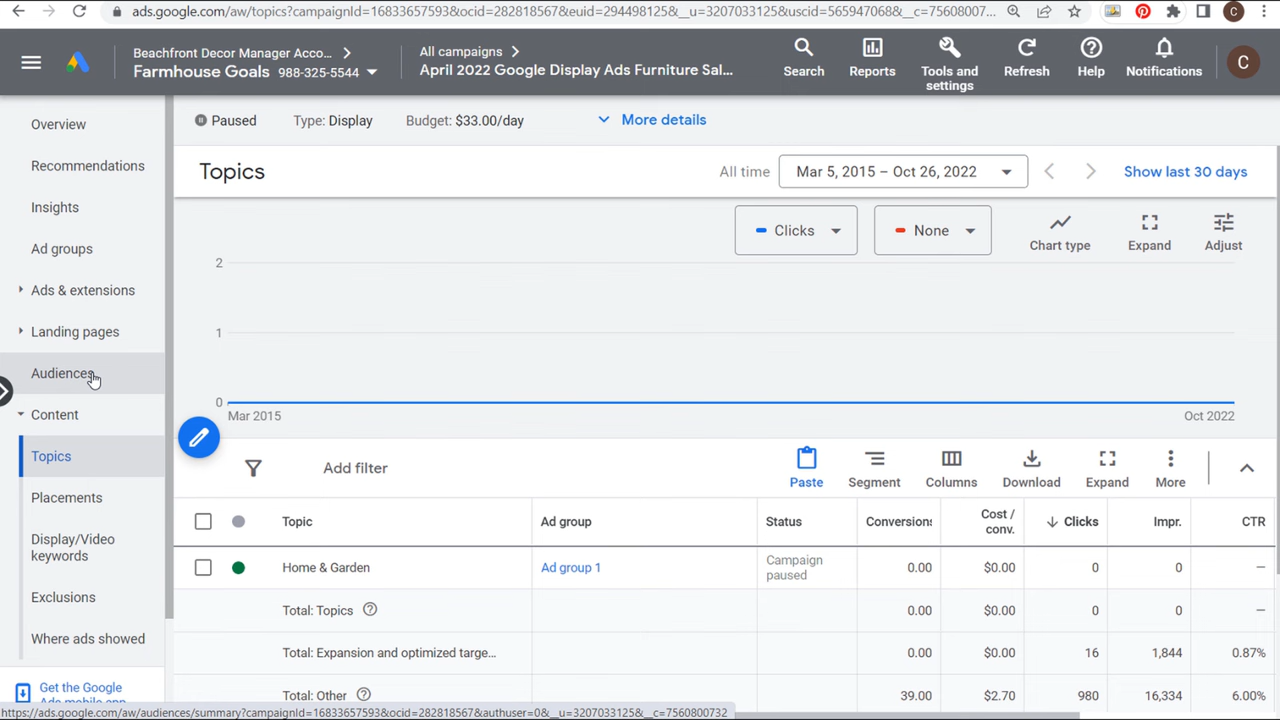 ads.google.com/aw/topics?campaignId=16833657593&ocid=282818567&euid=294498125&__u=3207033125&uscid=565947068&__c=75608007...
C
Beachfront Decor Manager Acco...
Farmhouse Goals 988-325-5544
All campaigns
April 2022 Google Display Ads Furniture Sal...
Search
Reports
Tools and settings
Refresh
Help
Notifications
C
Overview
Recommendations
Insights
Ad groups
Ads & extensions
Landing pages
Audiences
Content
Topics
Placements
Display/Video
keywords
Exclusions
Where ads showed
Get the Google
Ads mobile app
Paused Type: Display Budget: $33.00/day More details
Topics
All time Mar 5, 2015 – Oct 26, 2022 Show last 30 days
Clicks None Chart type Expand Adjust
2
1
0
Mar 2015 Oct 2022
Add filter
Paste Segment Columns Download Expand More
Topic Ad group Status Conversions Cost / conv. Clicks Impr. CTR
Home & Garden Ad group 1 Campaign paused 0.00 $0.00 0 0 –
Total: Topics 0.00 $0.00 0 0 –
Total: Expansion and optimized targe... 0.00 $0.00 16 1,844 0.87%
Total: Other 39.00 $2.70 980 16,334 6.00%
https://ads.google.com/aw/audiences/summary?campaignId=16833657593&ocid=282818567&authuser=0&__u=3207033125&__c=7560800732